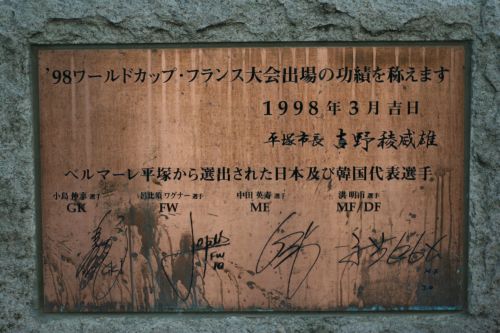 '98ワールドカップ・フランス大会出場の功績を称えます
1998年3月吉日
平塚市長 吉野稜威雄
ベルマーレ平塚から選出された日本及び韓国代表選手
小島 伸幸 選手 呂比須 ワグナー 選手 中田 英寿 選手 洪 明甫 選手
GK FW MF MF/DF
FW
10